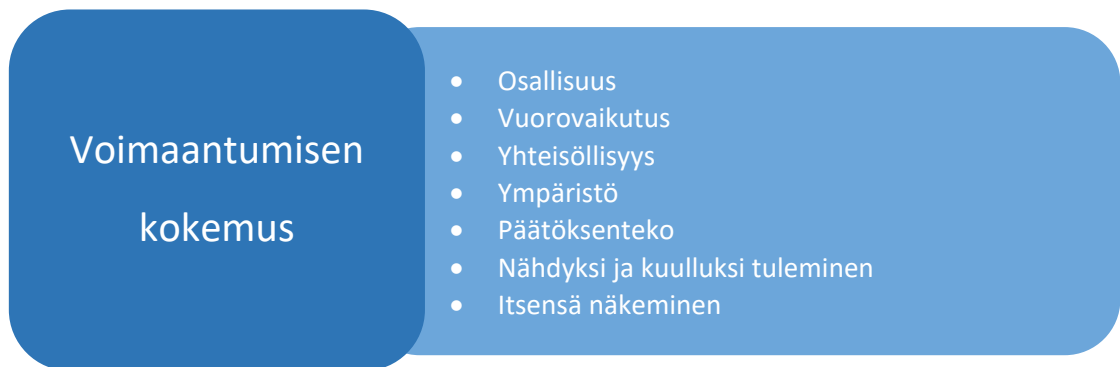 Voimaantumisen
kokemus
• Osallisuus
• Vuorovaikutus
• Yhteisöllisyys
• Ympäristö
• Päätöksenteko
• Nähdyksi ja kuulluksi tuleminen
• Itsensä näkeminen